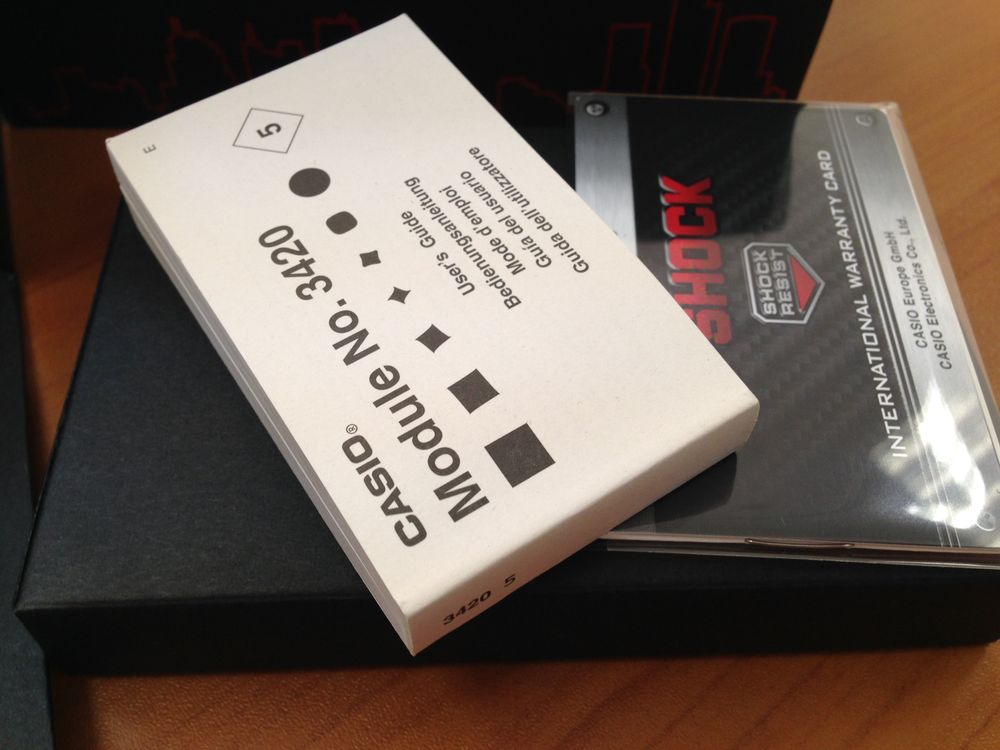 CASIO®
Module No. 3420
User's Guide
Bedienungsanleitung
Mode d'emploi
Guía del usuario
Guida dell'utilizzatore
5
E
3420 5
SHOCK
SHOCK
RESIST
INTERNATIONAL WARRANTY CARD
CASIO Europe GmbH
CASIO Electronics Co., Ltd.